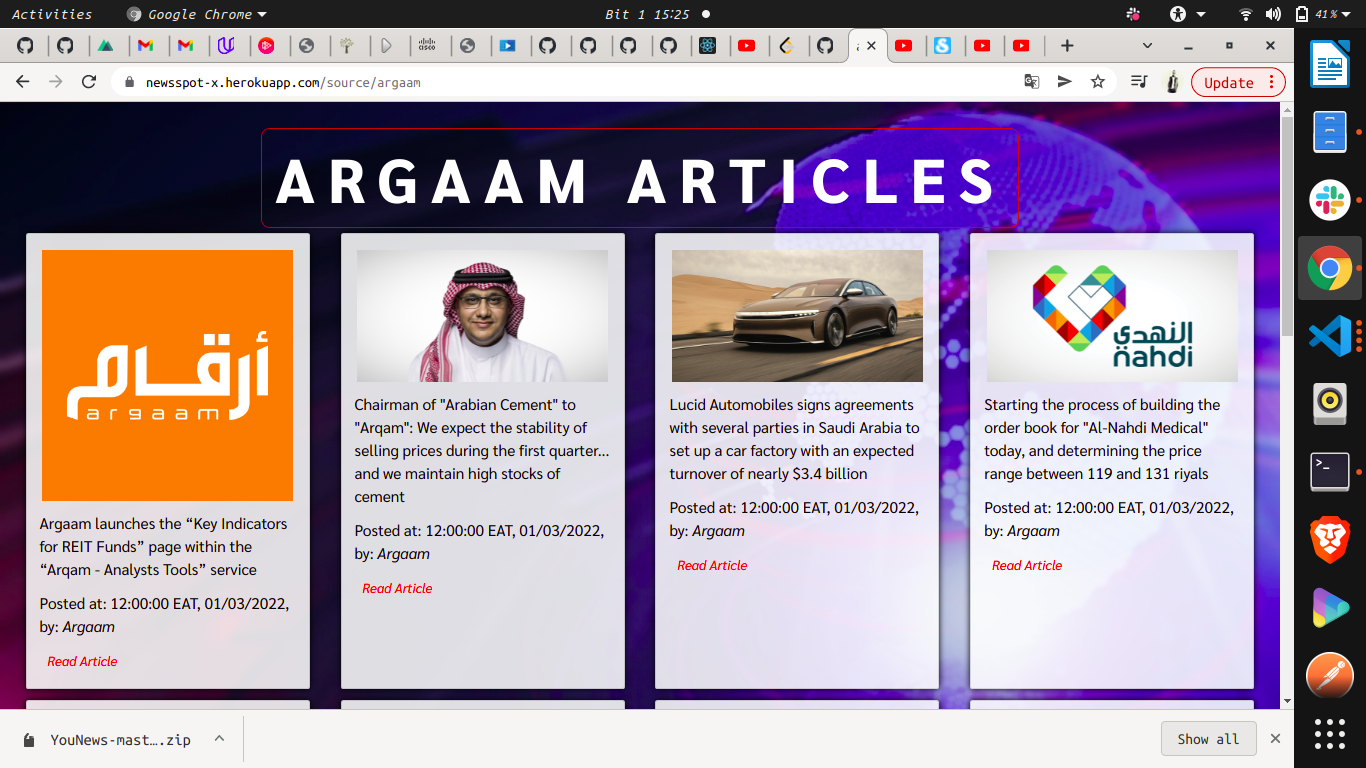 Activities
Google Chrome
Bit 1 15:25
41%
newsspot-x.herokuapp.com/source/argaam
Update
ARGAAM ARTICLES
أرقام
argaam
Argaam launches the “Key Indicators
for REIT Funds” page within the
“Arqam - Analysts Tools” service
Posted at: 12:00:00 EAT, 01/03/2022,
by: Argaam
Read Article
Chairman of "Arabian Cement" to
"Arqam": We expect the stability of
selling prices during the first quarter...
and we maintain high stocks of
cement
Posted at: 12:00:00 EAT, 01/03/2022,
by: Argaam
Read Article
Lucid Automobiles signs agreements
with several parties in Saudi Arabia to
set up a car factory with an expected
turnover of nearly $3.4 billion
Posted at: 12:00:00 EAT, 01/03/2022,
by: Argaam
Read Article
النهدي
nahdi
Starting the process of building the
order book for "Al-Nahdi Medical"
today, and determining the price
range between 119 and 131 riyals
Posted at: 12:00:00 EAT, 01/03/2022,
by: Argaam
Read Article
YouNews-mast….zip
Show all